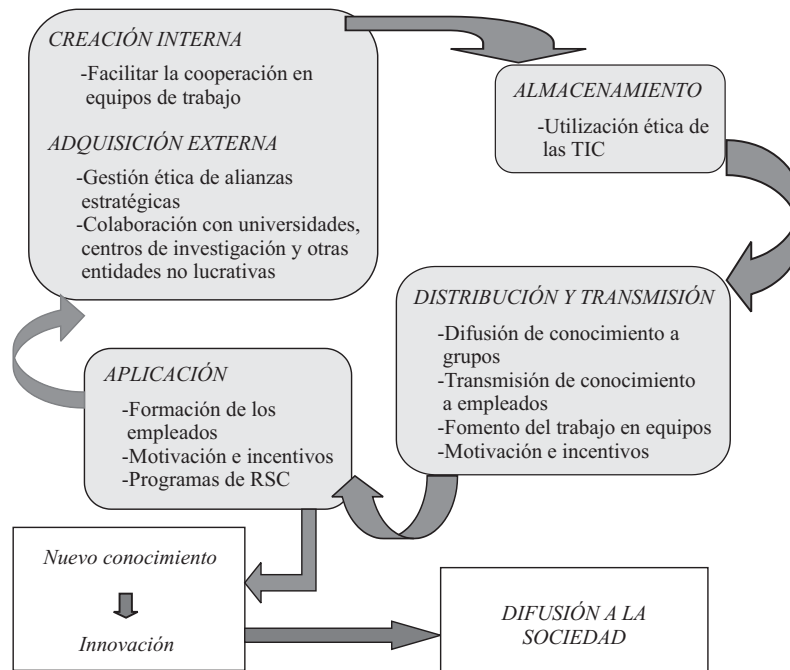 CREACIÓN INTERNA
-Facilitar la cooperación en
equipos de trabajo
ADQUISICIÓN EXTERNA
-Gestión ética de alianzas
estratégicas
-Colaboración con universidades,
centros de investigación y otras
entidades no lucrativas
ALMACENAMIENTO
-Utilización ética de
las TIC
DISTRIBUCIÓN Y TRANSMISIÓN
-Difusión de conocimiento a
grupos
-Transmisión de conocimiento
a empleados
-Fomento del trabajo en equipos
-Motivación e incentivos
APLICACIÓN
-Formación de los
empleados
-Motivación e incentivos
-Programas de RSC
Nuevo conocimiento
Innovación
DIFUSIÓN A LA
SOCIEDAD